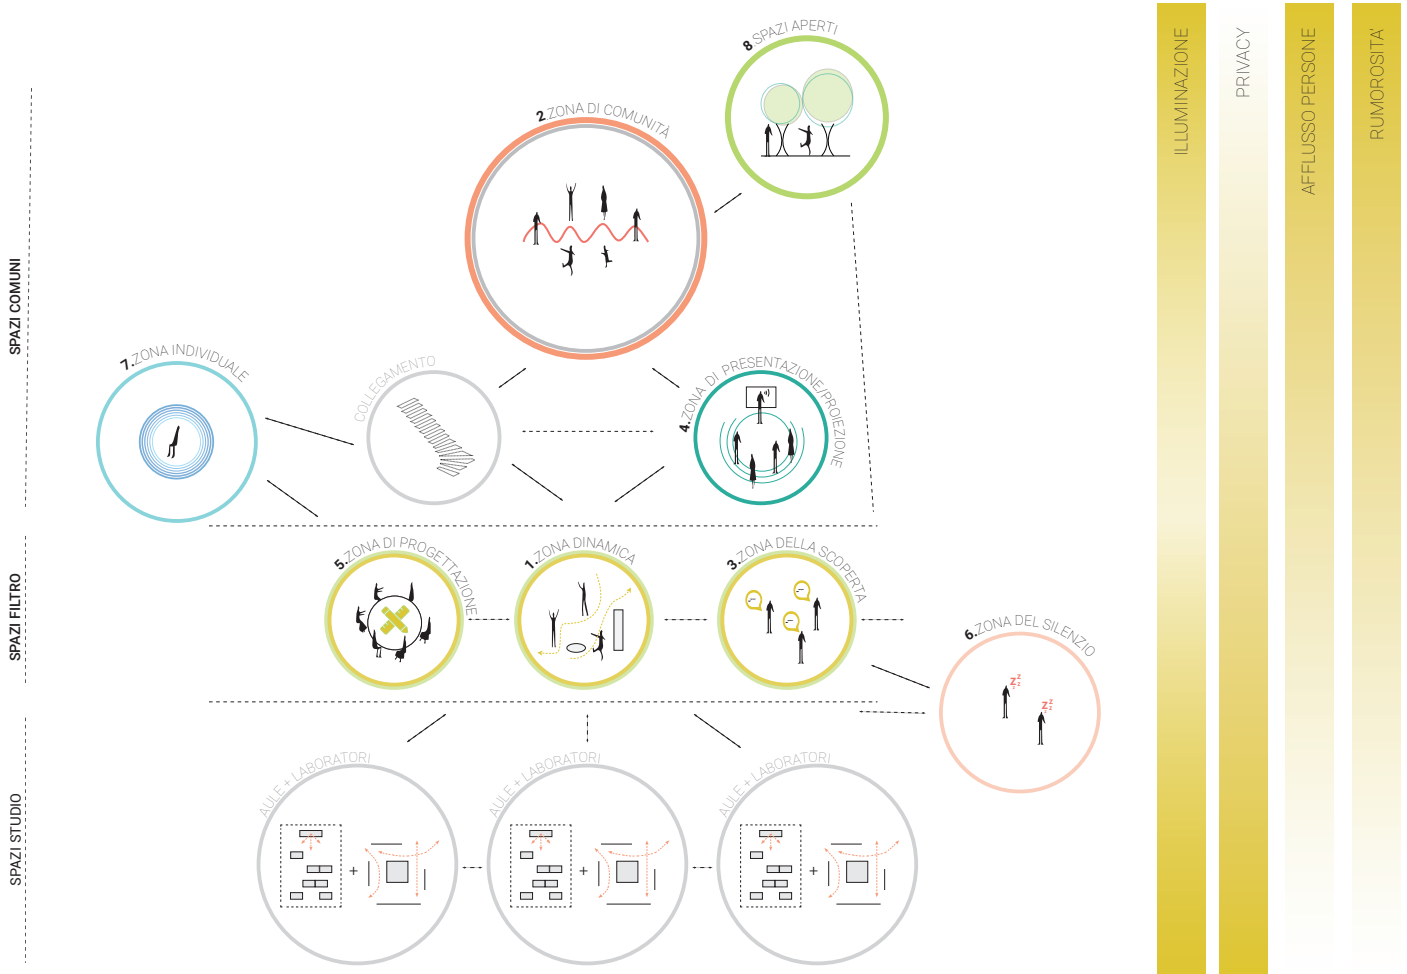 8 SPAZI APERTI
2.ZONA DI COMUNITÀ
7.ZONA INDIVIDUALE
COLLEGAMENTO
4.ZONA DI PRESENTAZIONE/PROIEZIONE
5.ZONA DI PROGETTAZIONE
1.ZONA DINAMICA
3.ZONA DELLA SCOPERTA
6.ZONA DEL SILENZIO
zzz
zzz
AULE + LABORATORI
AULE + LABORATORI
AULE + LABORATORI
+
+
+
SPAZI COMUNI
SPAZI FILTRO
SPAZI STUDIO
ILLUMINAZIONE
PRIVACY
AFFLUSSO PERSONE
RUMOROSITA'